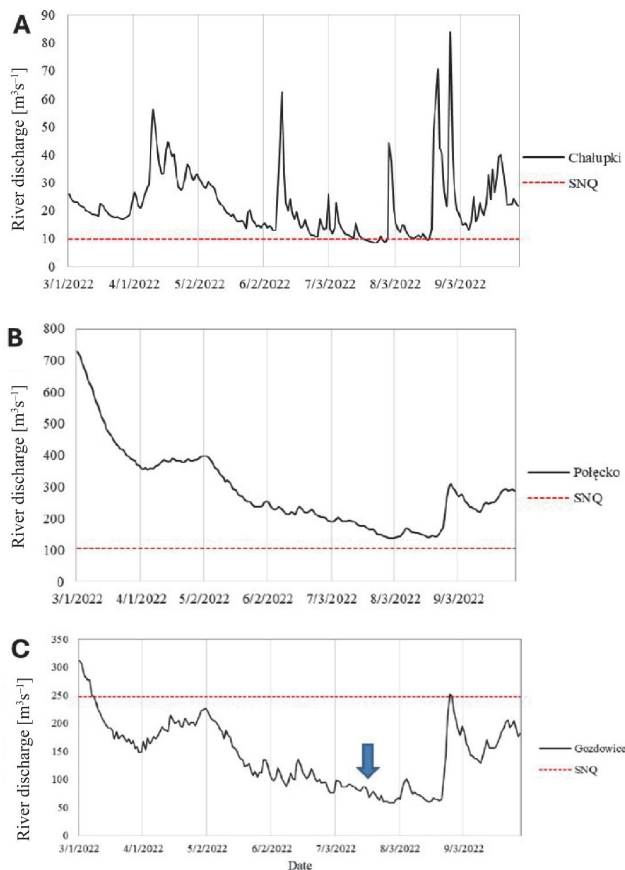 A
River discharge [m³s⁻¹]
90
80
70
60
50
40
30
20
10
0
3/1/2022 4/1/2022 5/2/2022 6/2/2022 7/3/2022 8/3/2022 9/3/2022
Chałupki
SNQ
B
River discharge [m³s⁻¹]
800
700
600
500
400
300
200
100
0
3/1/2022 4/1/2022 5/2/2022 6/2/2022 7/3/2022 8/3/2022 9/3/2022
Połęcko
SNQ
C
River discharge [m³s⁻¹]
350
300
250
200
150
100
50
0
3/1/2022 4/1/2022 5/2/2022 6/2/2022 7/3/2022 8/3/2022 9/3/2022
Date
Gozdowice
SNQ